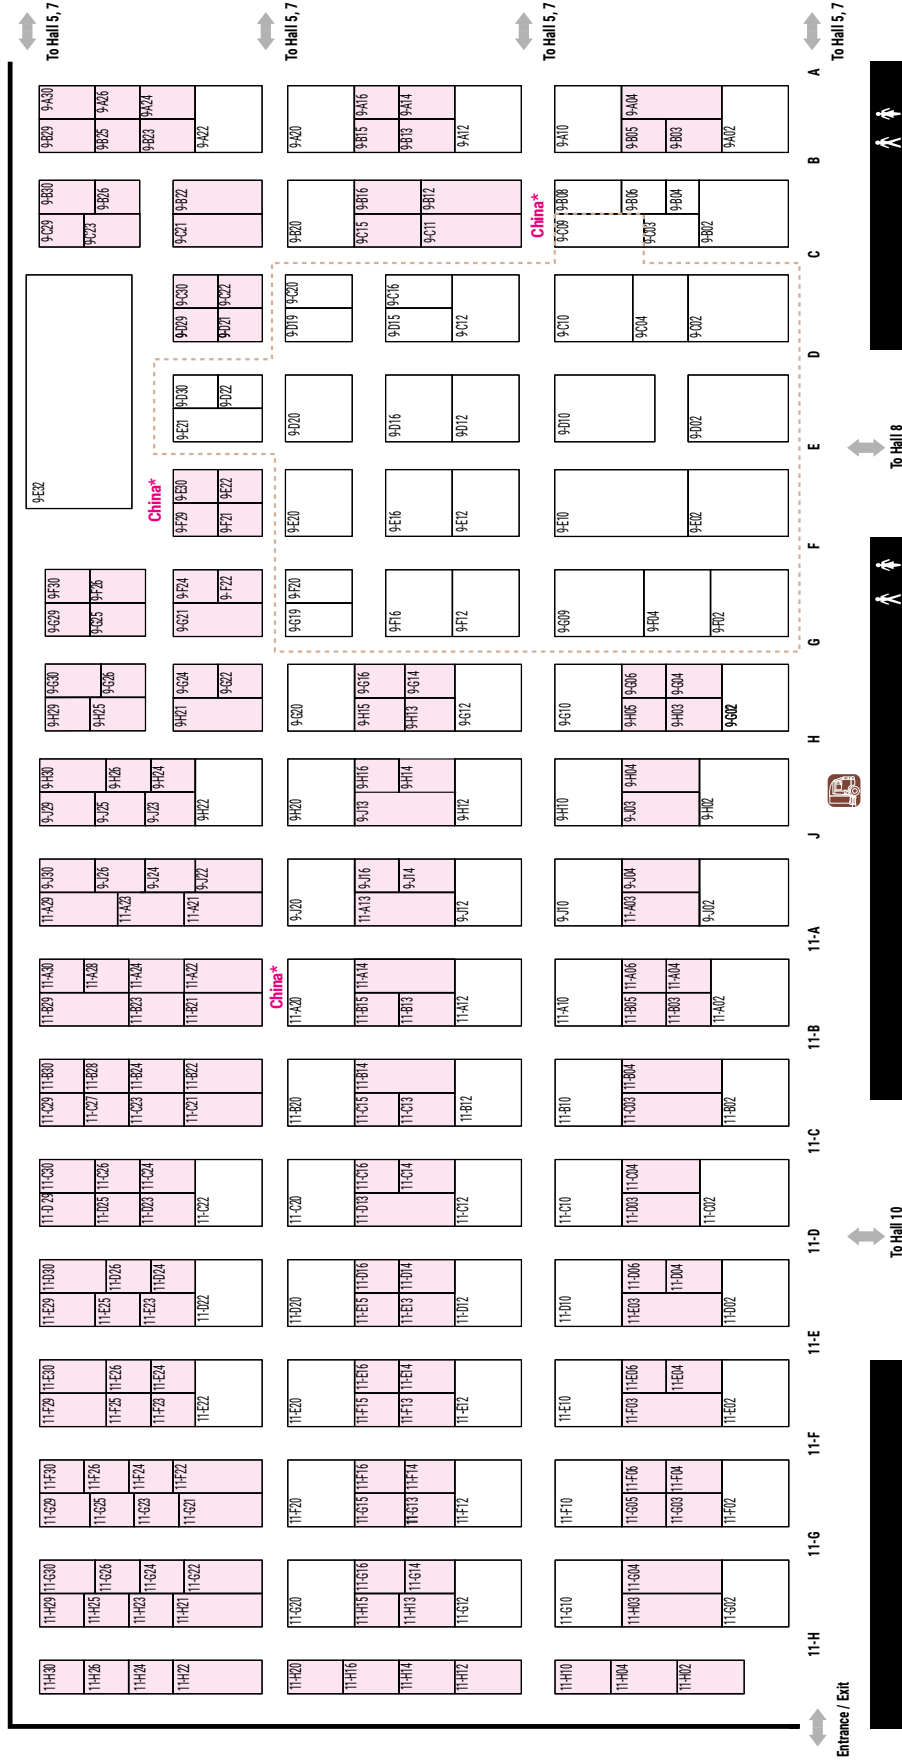 To Hall 5, 7
To Hall 5, 7
To Hall 5, 7
To Hall 5, 7
A
9-A30
9-A26
9-A24
9-B29
9-B25
9-B23
9-A22
9-A20
9-A16
9-A14
9-B15
9-B13
9-A12
9-A10
9-A04
9-B05
9-B03
9-A02
B
9-B30
9-B26
9-C29
9-C23
9-B22
9-C21
9-B20
9-B16
9-B12
9-C15
9-C11
China*
9-B08
9-B06
9-B04
9-C09
9-C03
9-B02
C
9-C30
9-C22
9-D29
9-D21
9-C20
9-D19
9-C16
9-D15
9-C12
9-C10
9-C04
9-C02
D
9-E32
9-D30
9-D22
9-E21
9-D20
9-D16
9-D12
9-D10
9-D02
E
To Hall 8
China*
9-E30
9-E22
9-F29
9-F21
9-E20
9-E16
9-E12
9-E10
9-E02
F
9-F30
9-F26
9-G29
9-G25
9-F24
9-F22
9-G21
9-F20
9-G19
9-F16
9-F12
9-G09
9-F04
9-F02
G
9-G30
9-G26
9-H29
9-H25
9-G24
9-G22
9-H21
9-G20
9-G16
9-G14
9-H15
9-H13
9-G12
9-G10
9-G06
9-G04
9-H05
9-H03
9-G02
H
9-H30
9-H26
9-H24
9-J29
9-J25
9-J23
9-H22
9-H20
9-H16
9-H14
9-J13
9-H12
9-H10
9-H04
9-J03
9-H02
J
9-J30
9-J26
9-J24
9-J22
11-A29
11-A23
11-A21
9-J20
9-J16
9-J14
11-A13
9-J12
9-J10
9-J04
11-A03
9-J02
11-A
11-A30
11-A28
11-A24
11-A22
11-B29
11-B23
11-B21
China*
11-A20
11-A14
11-B15
11-B13
11-A12
11-A10
11-A06
11-A04
11-B05
11-B03
11-A02
11-B
11-B30
11-B28
11-B24
11-B22
11-C29
11-C27
11-C23
11-C21
11-B20
11-B14
11-C15
11-C13
11-B12
11-B10
11-B04
11-C03
11-B02
11-C
11-C30
11-C26
11-C24
11-D 29
11-D25
11-D23
11-C22
11-C20
11-C16
11-C14
11-D13
11-C12
11-C10
11-C04
11-D03
11-C02
11-D
To Hall 10
11-D30
11-D26
11-D24
11-E29
11-E25
11-E23
11-D22
11-D20
11-D16
11-D14
11-E15
11-E13
11-D12
11-D10
11-D06
11-D04
11-E03
11-D02
11-E
11-E30
11-E26
11-E24
11-F29
11-F25
11-F23
11-E22
11-E20
11-E16
11-E14
11-F15
11-F13
11-E12
11-E10
11-E06
11-E04
11-F03
11-E02
11-F
11-F30
11-F26
11-F24
11-F22
11-G29
11-G25
11-G23
11-G21
11-F20
11-F16
11-F14
11-G15
11-G13
11-F12
11-F10
11-F06
11-F04
11-G05
11-G03
11-F02
11-G
11-G30
11-G26
11-G24
11-G22
11-H29
11-H25
11-H23
11-H21
11-G20
11-G16
11-G14
11-H15
11-H13
11-G12
11-G10
11-G04
11-H03
11-G02
11-H
11-H30
11-H26
11-H24
11-H22
11-H20
11-H16
11-H14
11-H12
11-H10
11-H04
11-H02
Entrance / Exit